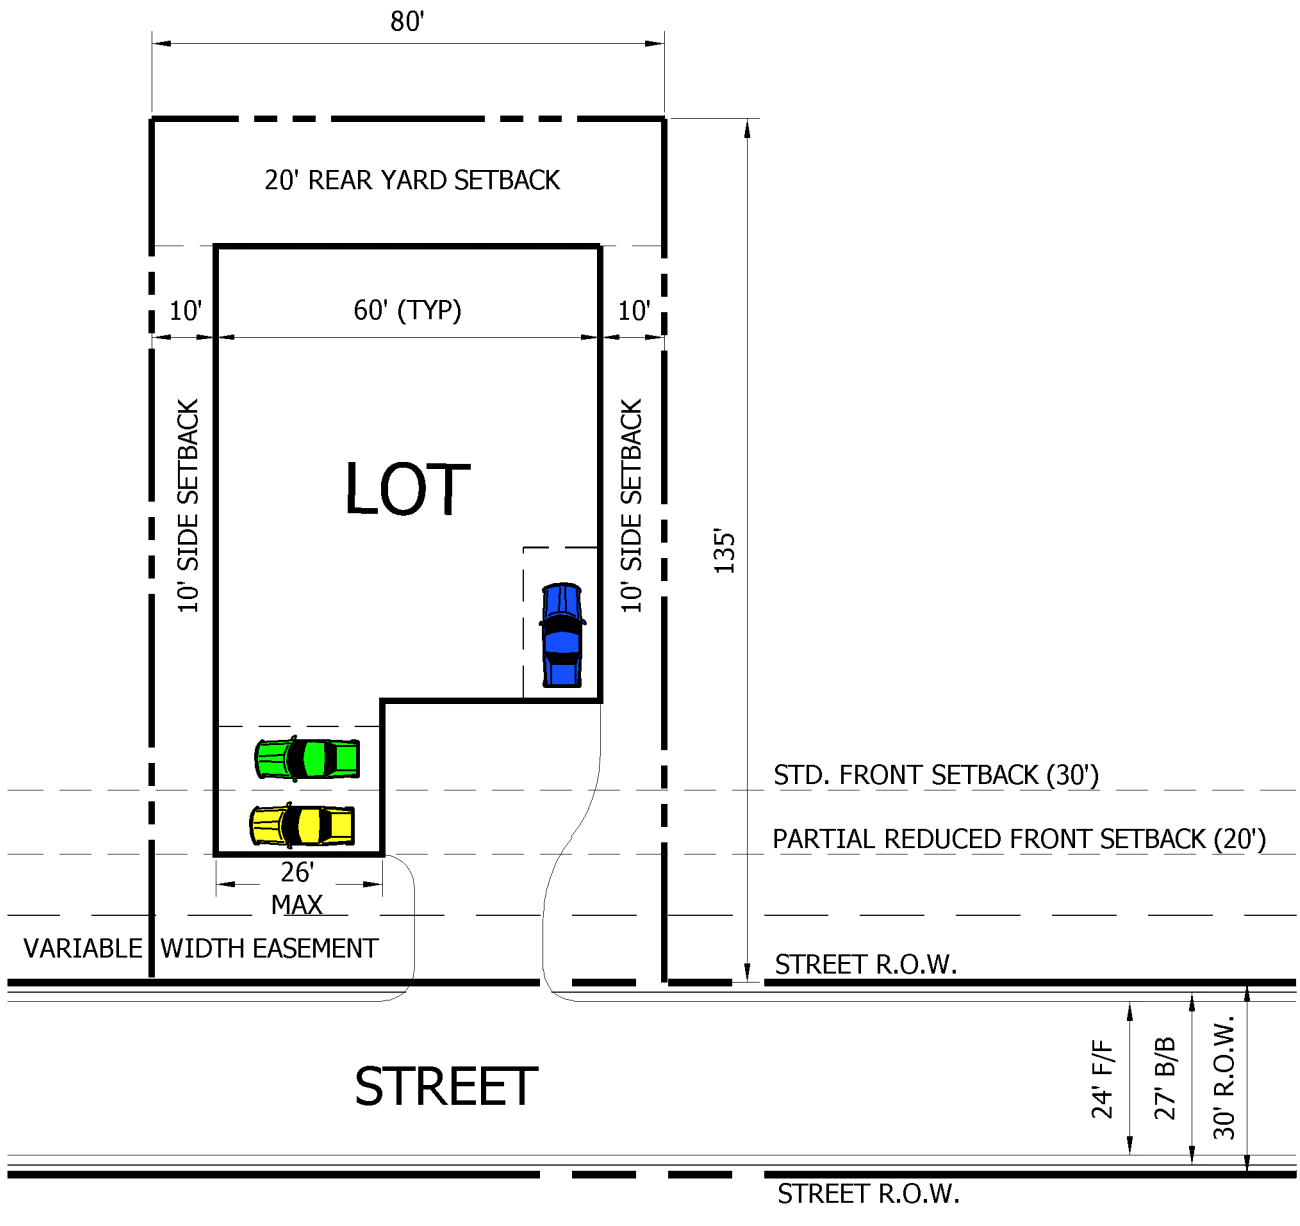 80'
20' REAR YARD SETBACK
10'
60' (TYP)
10'
10' SIDE SETBACK
LOT
10' SIDE SETBACK
135'
STD. FRONT SETBACK (30')
PARTIAL REDUCED FRONT SETBACK (20')
26'
MAX
VARIABLE WIDTH EASEMENT
STREET R.O.W.
STREET
24' F/F
27' B/B
30' R.O.W.
STREET R.O.W.